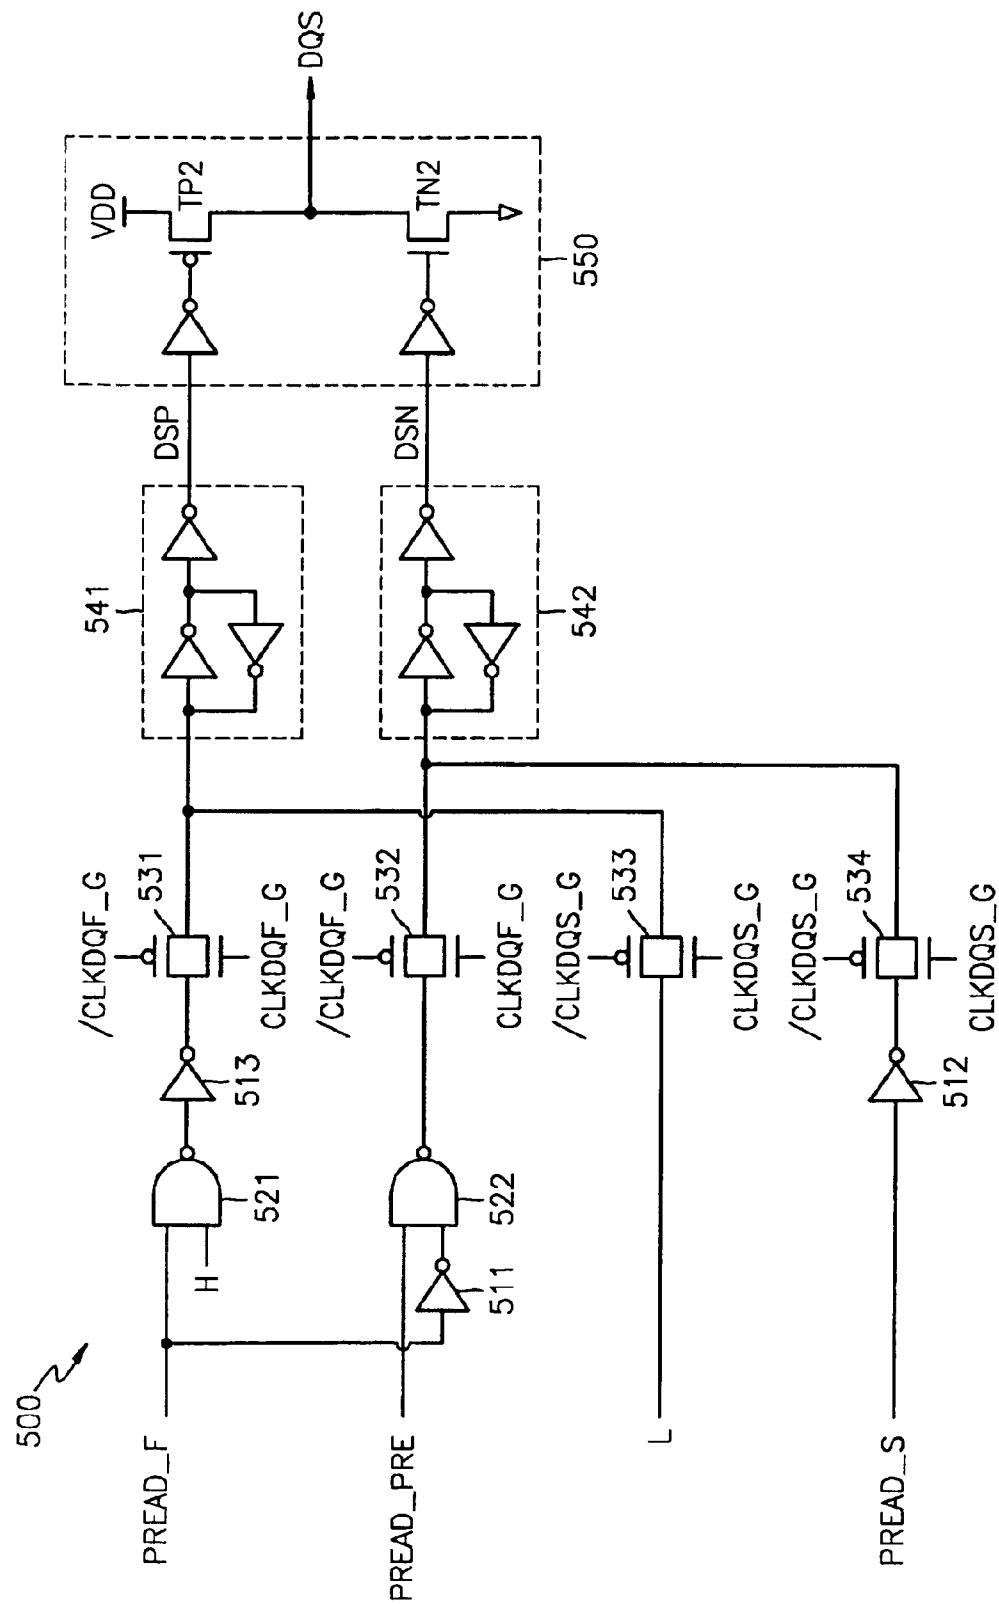 500
PREAD_F
H
521
513
/CLKDQF_G
531
CLKDQF_G
541
DSP
VDD
TP2
DQS
PREAD_PRE
511
522
/CLKDQF_G
532
CLKDQF_G
542
DSN
TN2
550
L
/CLKDQS_G
533
CLKDQS_G
PREAD_S
512
/CLKDQS_G
534
CLKDQS_G